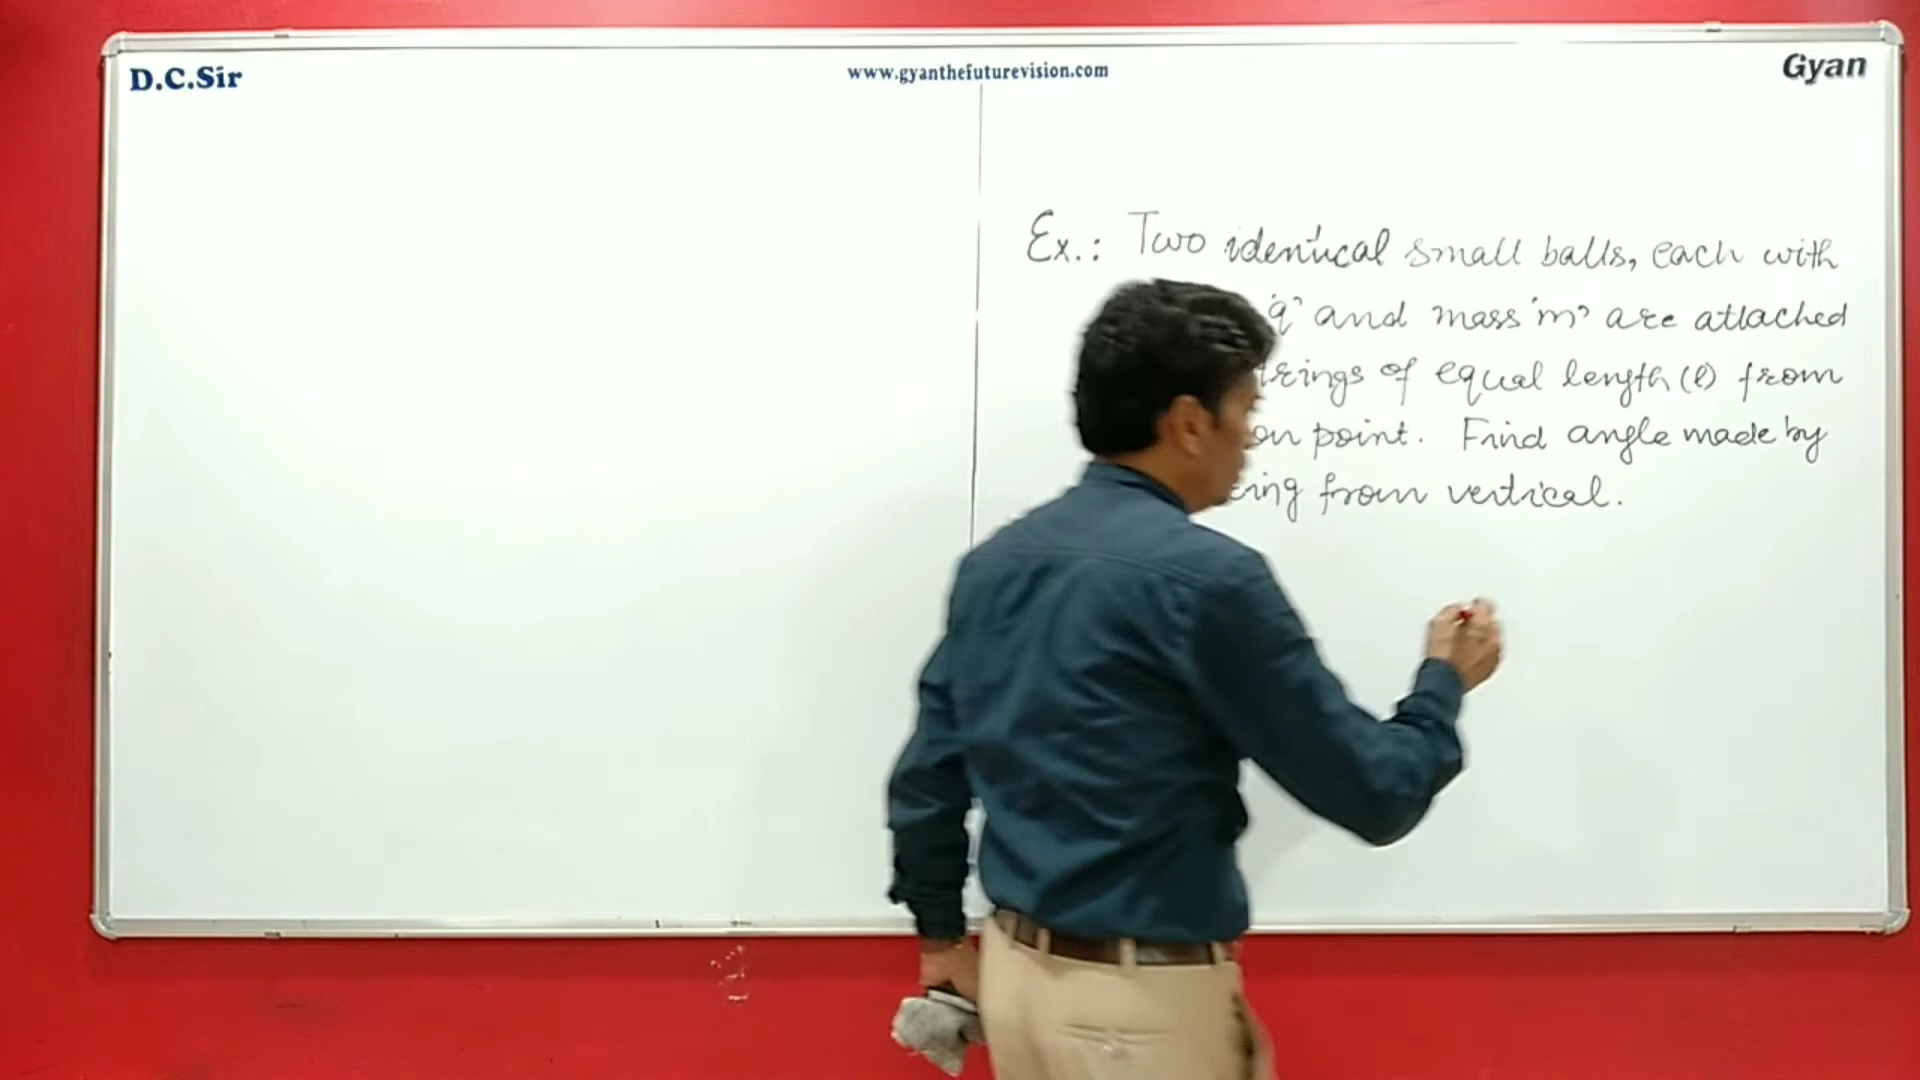 D.C.Sir
www.gyanthefuturevision.com
Gyan
Ex.: Two identical small balls, each with
'q' and mass 'm' are attached
of equal length (l) from
point. Find angle made by
from vertical.